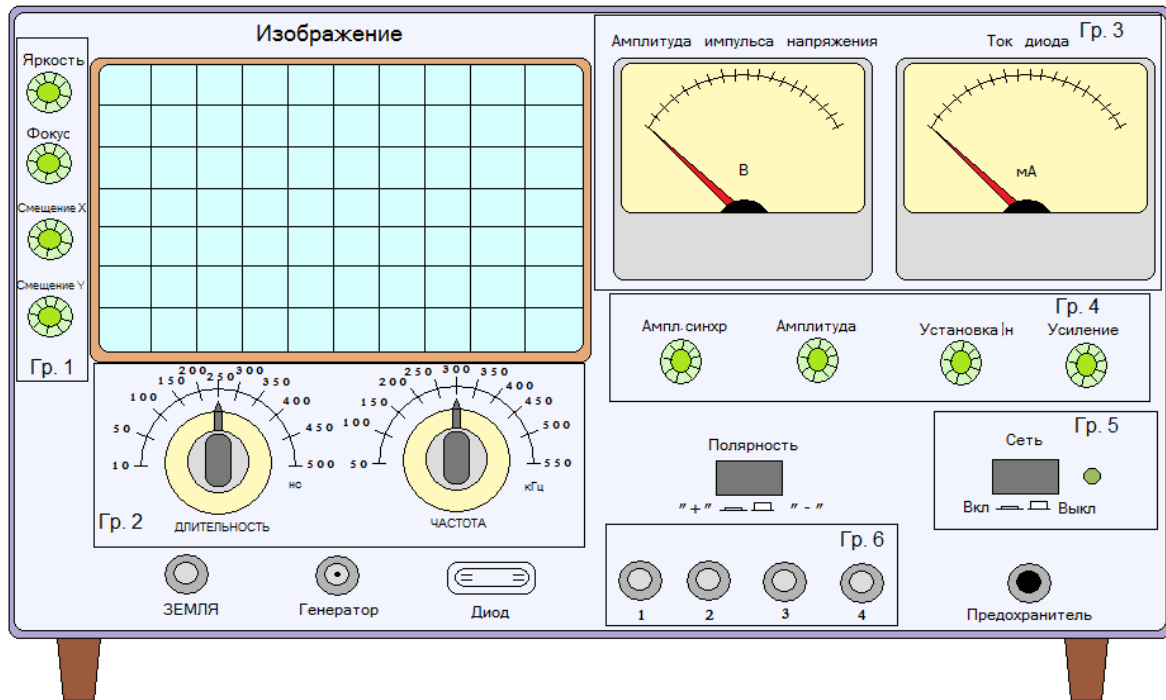 Изображение
Гр. 3
Амплитуда импульса напряжения
Ток диода
Яркость
Фокус
Смещение X
Смещение Y
Гр. 1
В
мА
Гр. 4
Ампл. синхр
Амплитуда
Установка Iн
Усиление
10 50 100 150 200 250 300 350 400 450 500
нс
ДЛИТЕЛЬНОСТЬ
50 100 150 200 250 300 350 400 450 500 550
кГц
ЧАСТОТА
Гр. 2
Полярность
"+" "-"
Гр. 5
Сеть
Вкл Выкл
Гр. 6
1 2 3 4
ЗЕМЛЯ
Генератор
Диод
Предохранитель